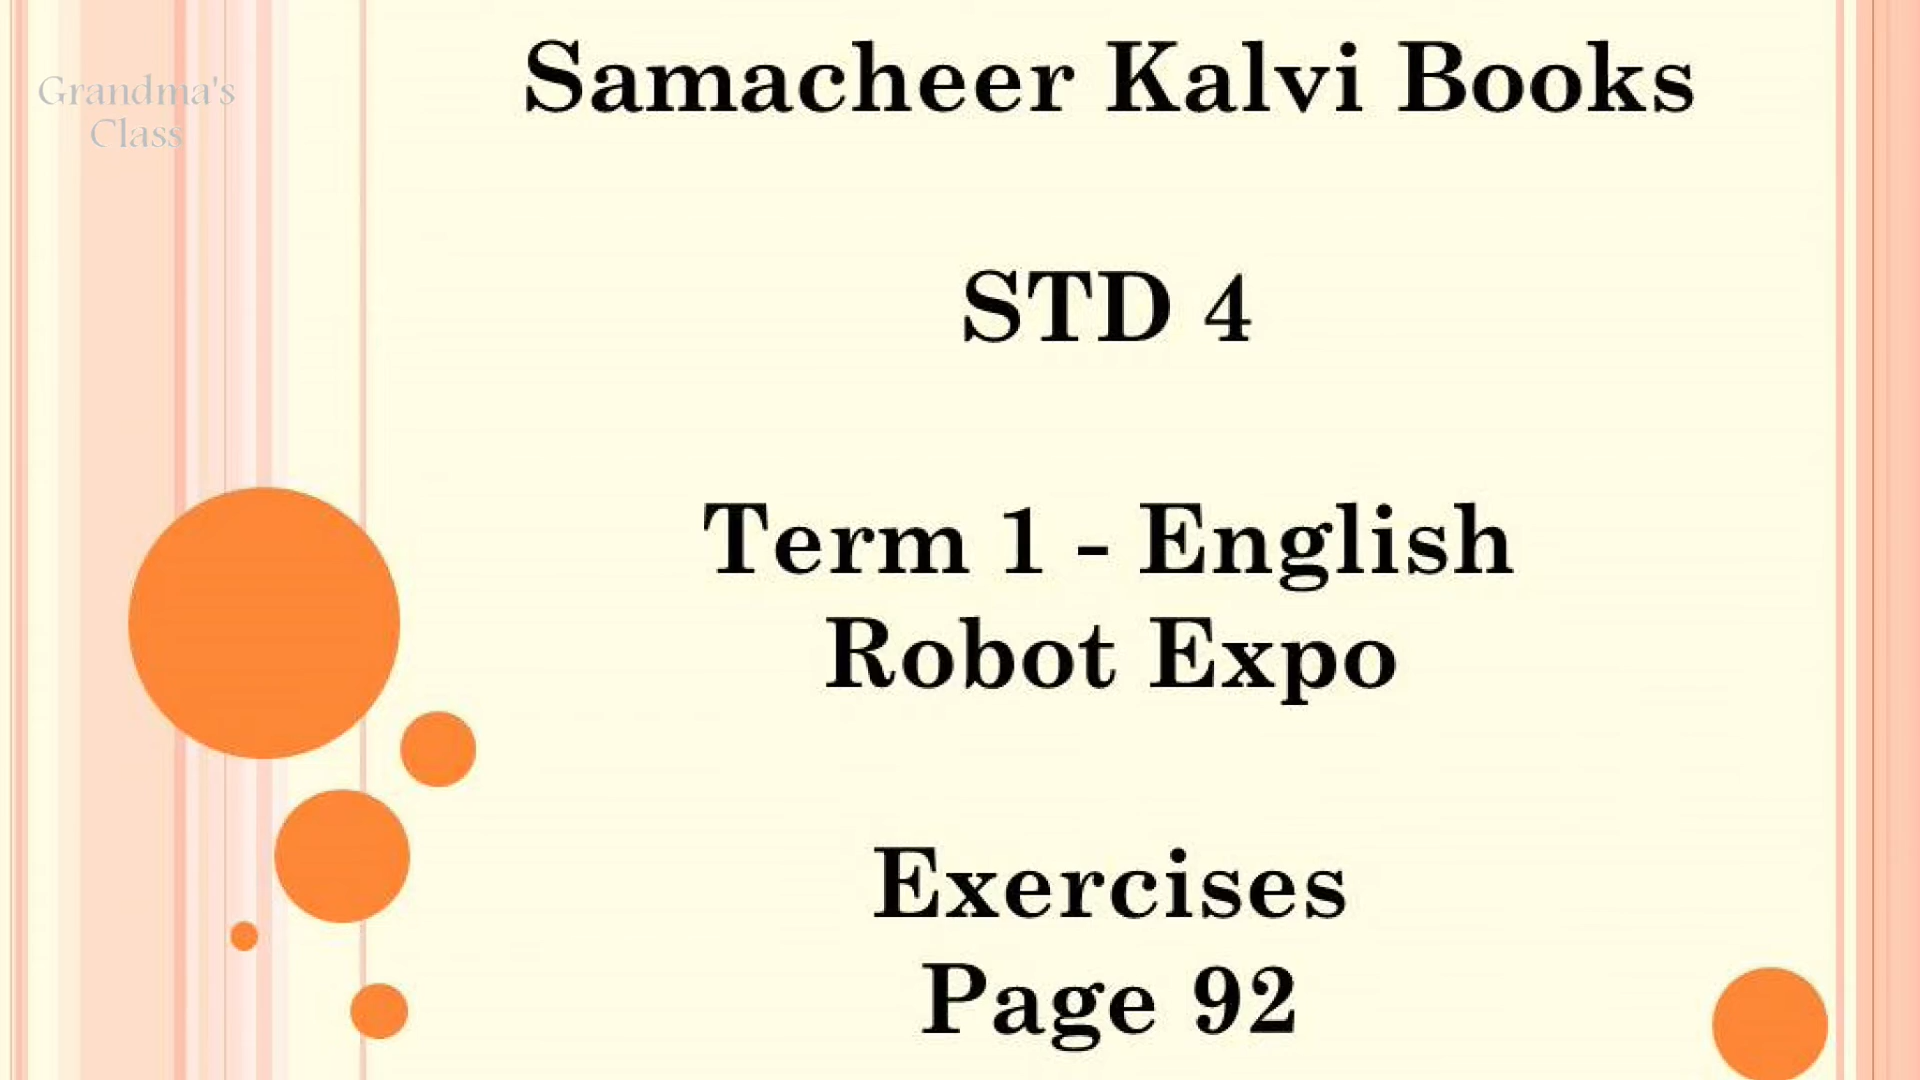 Grandma's
Class
Samacheer Kalvi Books
STD 4
Term 1 - English
Robot Expo
Exercises
Page 92